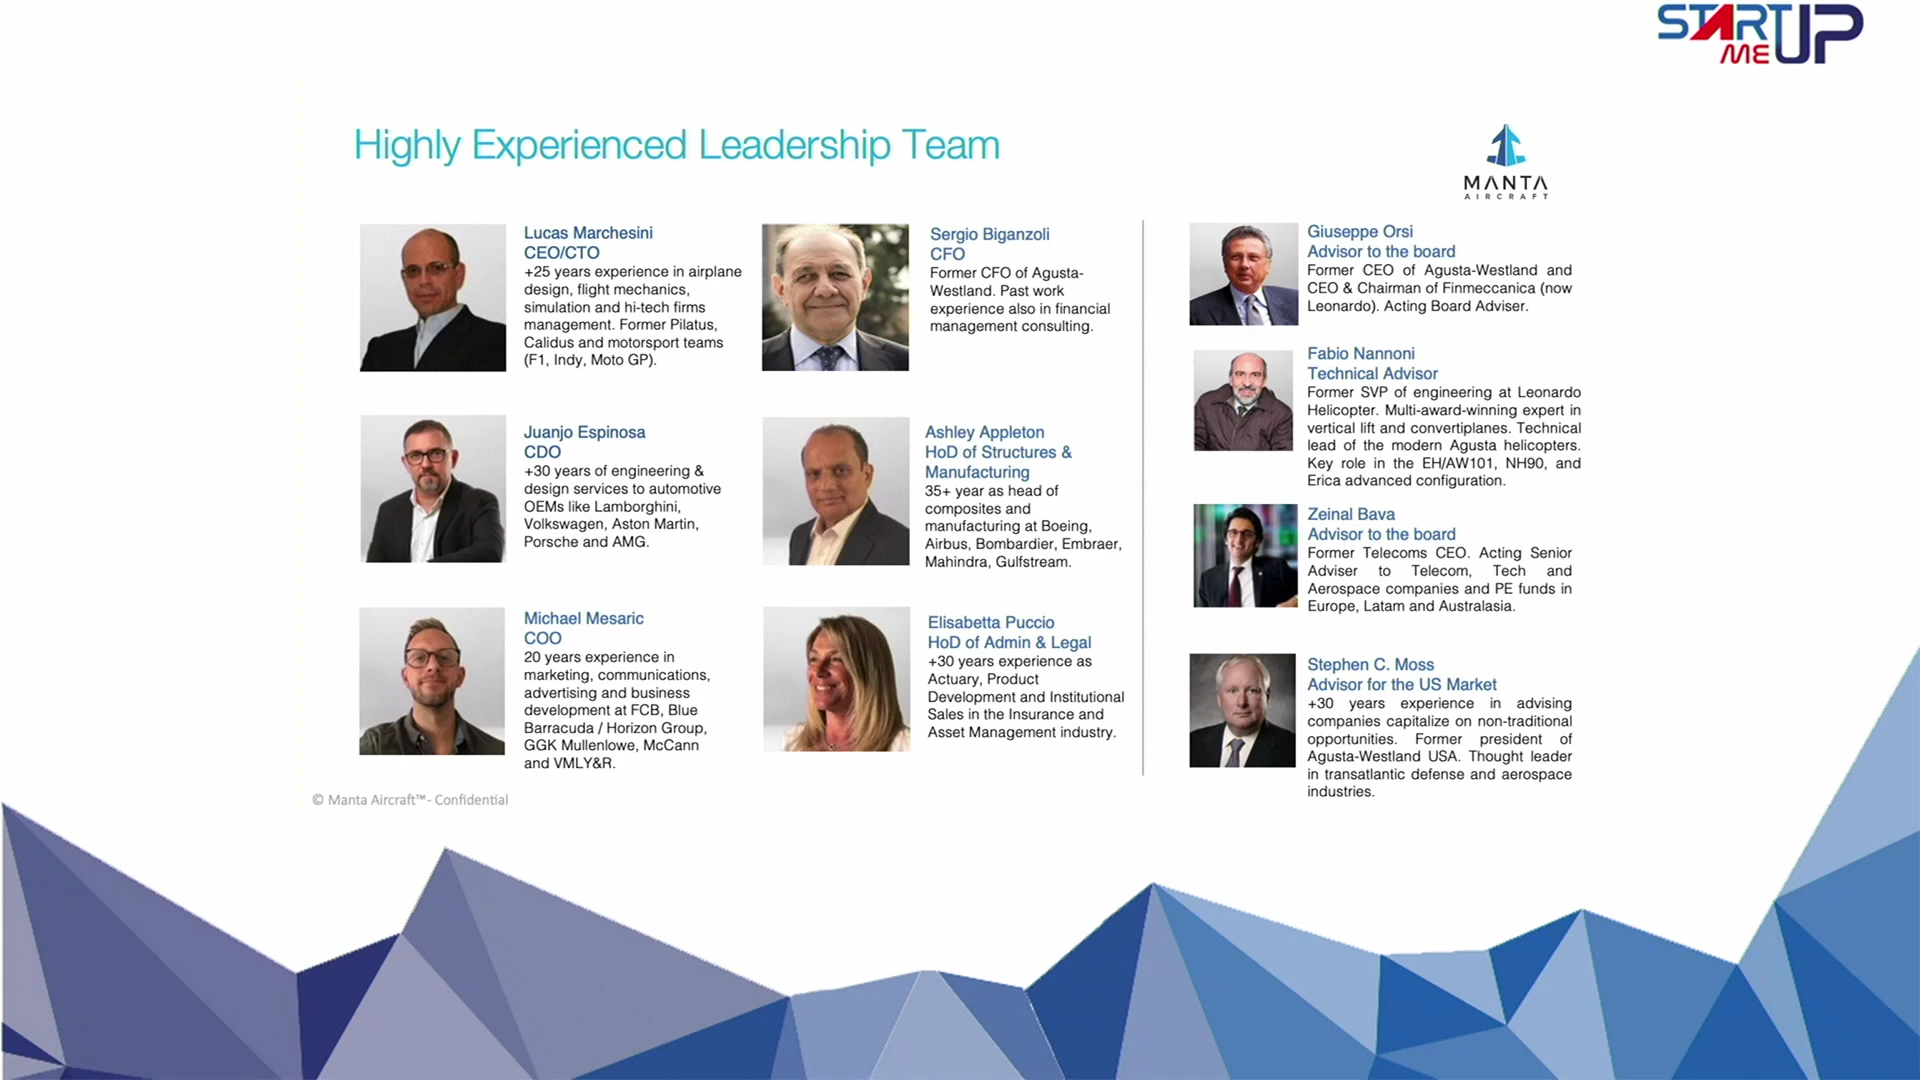 START
ME UP
Highly Experienced Leadership Team
MANTA
AIRCRAFT
Lucas Marchesini
CEO/CTO
+25 years experience in airplane
design, flight mechanics,
simulation and hi-tech firms
management. Former Pilatus,
Calidus and motorsport teams
(F1, Indy, Moto GP).
Juanjo Espinosa
CDO
+30 years of engineering &
design services to automotive
OEMs like Lamborghini,
Volkswagen, Aston Martin,
Porsche and AMG.
Michael Mesaric
COO
20 years experience in
marketing, communications,
advertising and business
development at FCB, Blue
Barracuda / Horizon Group,
GGK Mullenlowe, McCann
and VMLY&R.
Sergio Biganzoli
CFO
Former CFO of Agusta-
Westland. Past work
experience also in financial
management consulting.
Ashley Appleton
HoD of Structures &
Manufacturing
35+ year as head of
composites and
manufacturing at Boeing,
Airbus, Bombardier, Embraer,
Mahindra, Gulfstream.
Elisabetta Puccio
HoD of Admin & Legal
+30 years experience as
Actuary, Product
Development and Institutional
Sales in the Insurance and
Asset Management industry.
Giuseppe Orsi
Advisor to the board
Former CEO of Agusta-Westland and
CEO & Chairman of Finmeccanica (now
Leonardo). Acting Board Adviser.
Fabio Nannoni
Technical Advisor
Former SVP of engineering at Leonardo
Helicopter. Multi-award-winning expert in
vertical lift and convertiplanes. Technical
lead of the modern Agusta helicopters.
Key role in the EH/AW101, NH90, and
Erica advanced configuration.
Zeinal Bava
Advisor to the board
Former Telecoms CEO. Acting Senior
Adviser to Telecom, Tech and
Aerospace companies and PE funds in
Europe, Latam and Australasia.
Stephen C. Moss
Advisor for the US Market
+30 years experience in advising
companies capitalize on non-traditional
opportunities. Former president of
Agusta-Westland USA. Thought leader
in transatlantic defense and aerospace
industries.
© Manta Aircraft™- Confidential